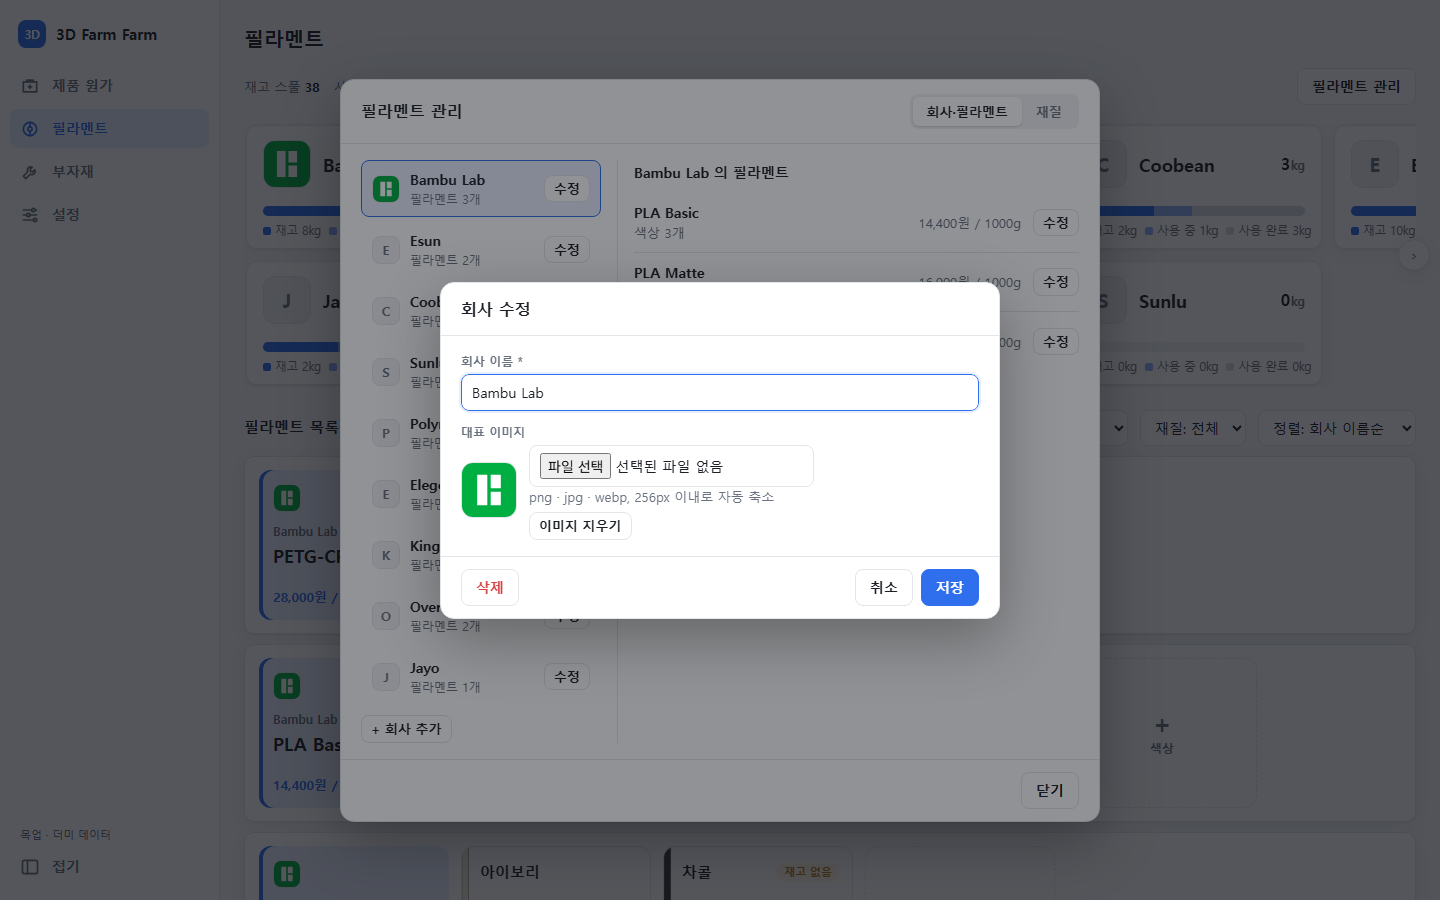 3D
3D Farm Farm
제품 원가
필라멘트
부자재
설정
목업 · 더미 데이터
접기
필라멘트
재고 스풀 38
필라멘트 관리
재고 8kg
Coobean
3kg
2kg
사용 중 1kg
사용 완료 3kg
E
재고 10kg
J
재고 2kg
Sunlu
0kg
0kg
사용 중 0kg
사용 완료 0kg
필라멘트 목록
재질: 전체
정렬: 회사 이름순
Bambu Lab
28,000원 /
Bambu Lab
14,400원 /
+
색상
아이보리
차콜
재고 없음
필라멘트 관리
회사·필라멘트
재질
Bambu Lab
필라멘트 3개
수정
E
Esun
필라멘트 2개
수정
C
S
P
E
K
O
필라멘트 2개
J
Jayo
필라멘트 1개
수정
+ 회사 추가
Bambu Lab 의 필라멘트
PLA Basic
색상 3개
14,400원 / 1000g
수정
PLA Matte
수정
수정
닫기
회사 수정
회사 이름 *
Bambu Lab
대표 이미지
파일 선택 선택된 파일 없음
png · jpg · webp, 256px 이내로 자동 축소
이미지 지우기
삭제
취소
저장